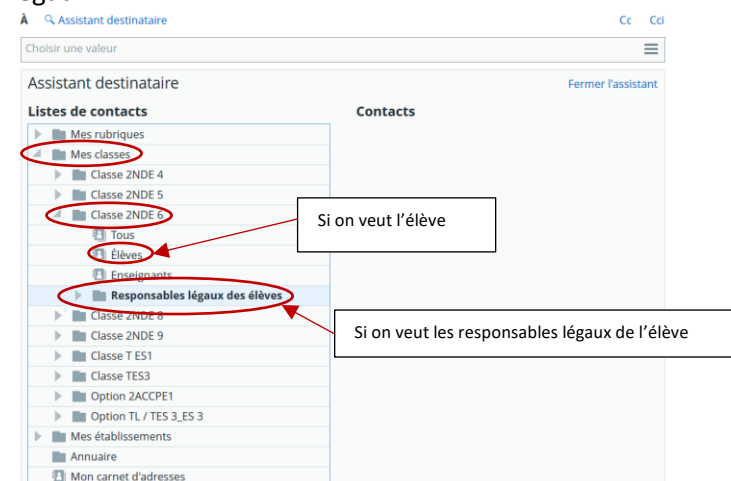 À Assistant destinataire Cc Cci
Choisir une valeur
Assistant destinataire Fermer l'assistant
Listes de contacts Contacts
Mes rubriques
Mes classes
Classe 2NDE 4
Classe 2NDE 5
Classe 2NDE 6
Si on veut l'élève
Tous
Élèves
Enseignants
Responsables légaux des élèves
Classe 2NDE 8
Si on veut les responsables légaux de l'élève
Classe 2NDE 9
Classe T ES1
Classe TES3
Option 2ACCPE1
Option TL / TES 3_ES 3
Mes établissements
Annuaire
Mon carnet d'adresses